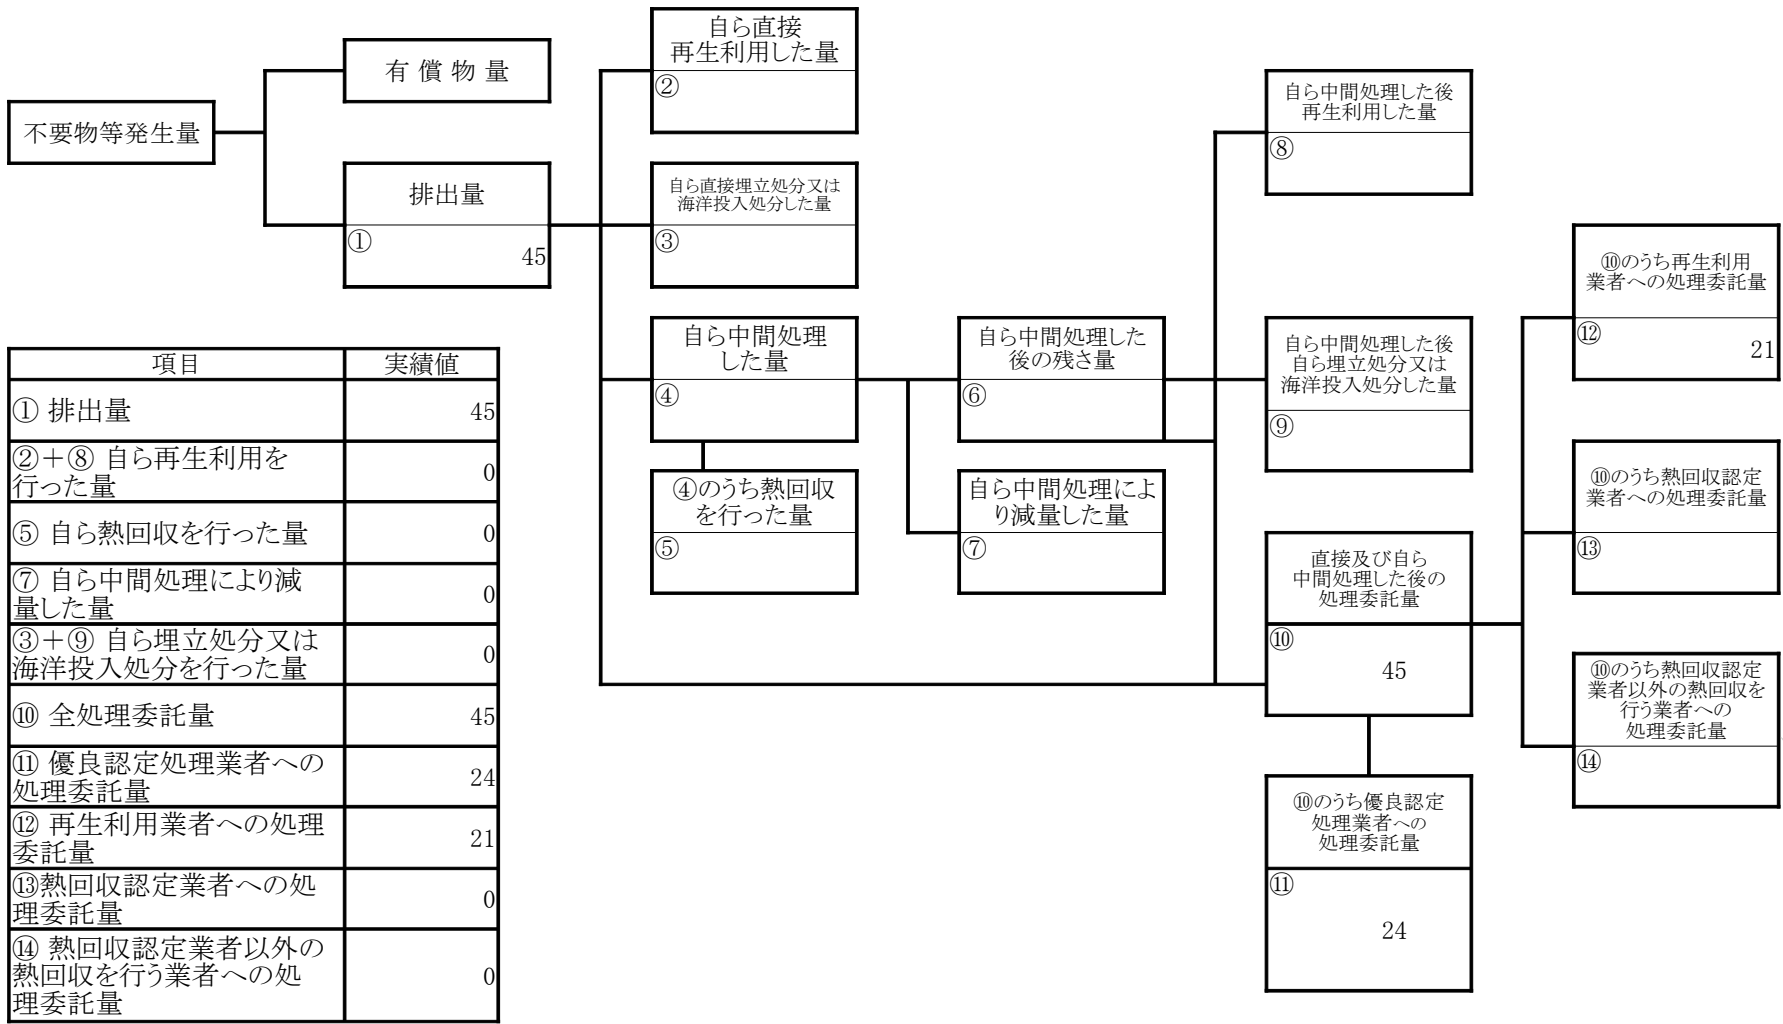 不要物等発生量
有 償 物 量
排出量
①
45
自ら直接
再生利用した量
②
自ら直接埋立処分又は
海洋投入処分した量
③
自ら中間処理
した量
④
④のうち熱回収
を行った量
⑤
自ら中間処理した
後の残さ量
⑥
自ら中間処理によ
り減量した量
⑦
自ら中間処理した後
再生利用した量
⑧
自ら中間処理した後
自ら埋立処分又は
海洋投入処分した量
⑨
直接及び自ら
中間処理した後の
処理委託量
⑩
45
⑩のうち優良認定
処理業者への
処理委託量
⑪
24
⑩のうち再生利用
業者への処理委託量
⑫
21
⑩のうち熱回収認定
業者への処理委託量
⑬
⑩のうち熱回収認定
業者以外の熱回収を
行う業者への
処理委託量
⑭
項目 実績値
① 排出量 45
②＋⑧ 自ら再生利用を
行った量 0
⑤ 自ら熱回収を行った量 0
⑦ 自ら中間処理により減
量した量 0
③＋⑨ 自ら埋立処分又は
海洋投入処分を行った量 0
⑩ 全処理委託量 45
⑪ 優良認定処理業者への
処理委託量 24
⑫ 再生利用業者への処理
委託量 21
⑬熱回収認定業者への処
理委託量 0
⑭ 熱回収認定業者以外の
熱回収を行う業者への処
理委託量 0